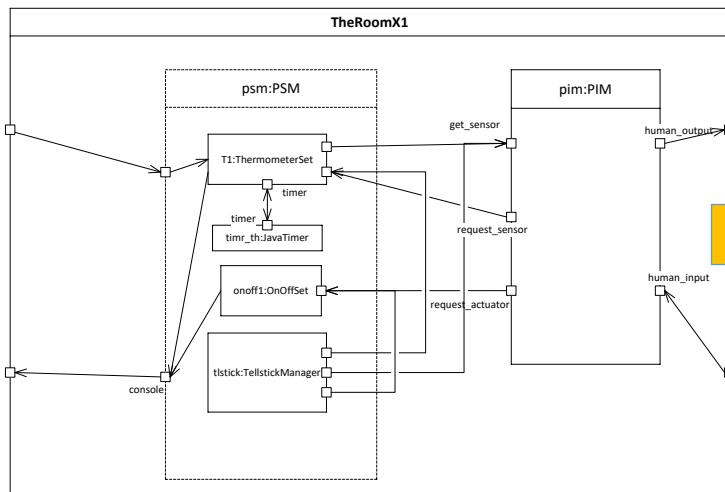 TheRoomX1
psm:PSM
pim:PIM
get_sensor
human_output
T1:ThermometerSet
timer
timer
timr_th:JavaTimer
request_sensor
human_input
onoff1:OnOffSet
request_actuator
tlstick:TellstickManager
console